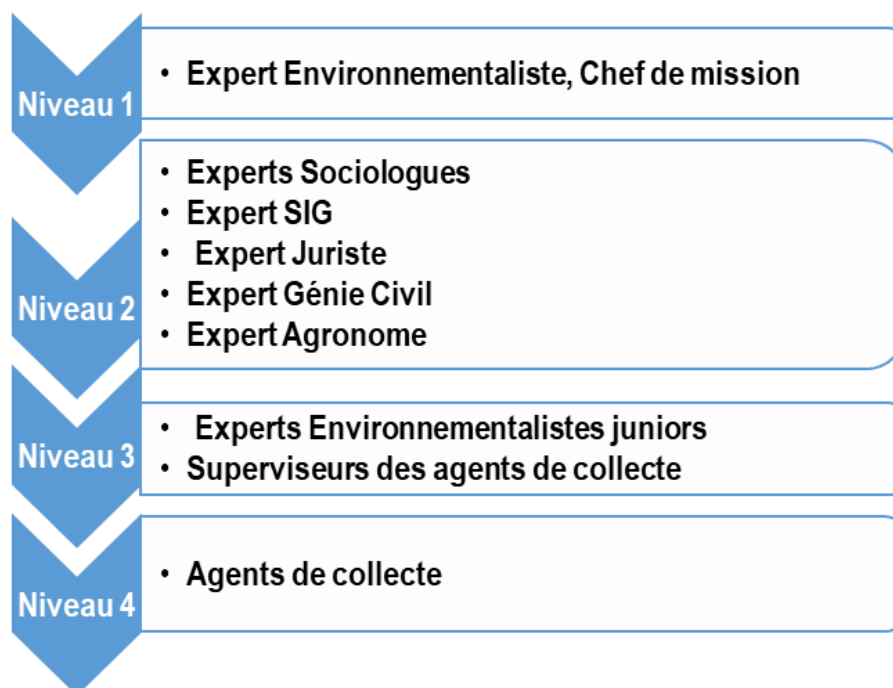 Niveau 1
• Expert Environnementaliste, Chef de mission
Niveau 2
• Experts Sociologues
• Expert SIG
• Expert Juriste
• Expert Génie Civil
• Expert Agronome
Niveau 3
• Experts Environnementalistes juniors
• Superviseurs des agents de collecte
Niveau 4
• Agents de collecte